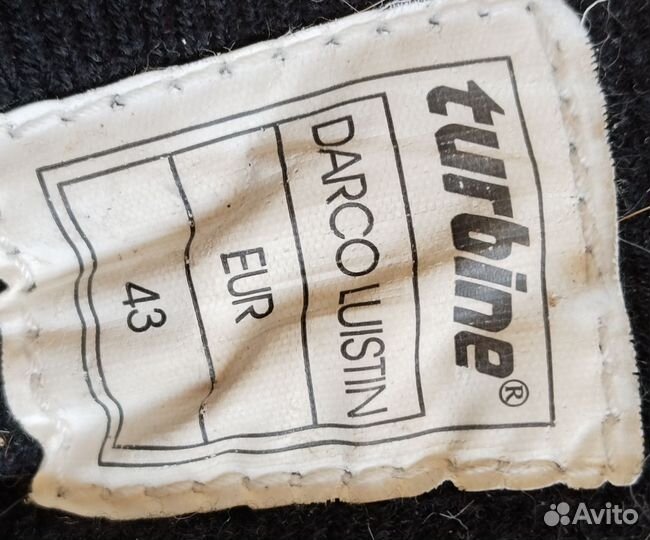 turbine®
DARCO LUISTIN
EUR
43
Avito